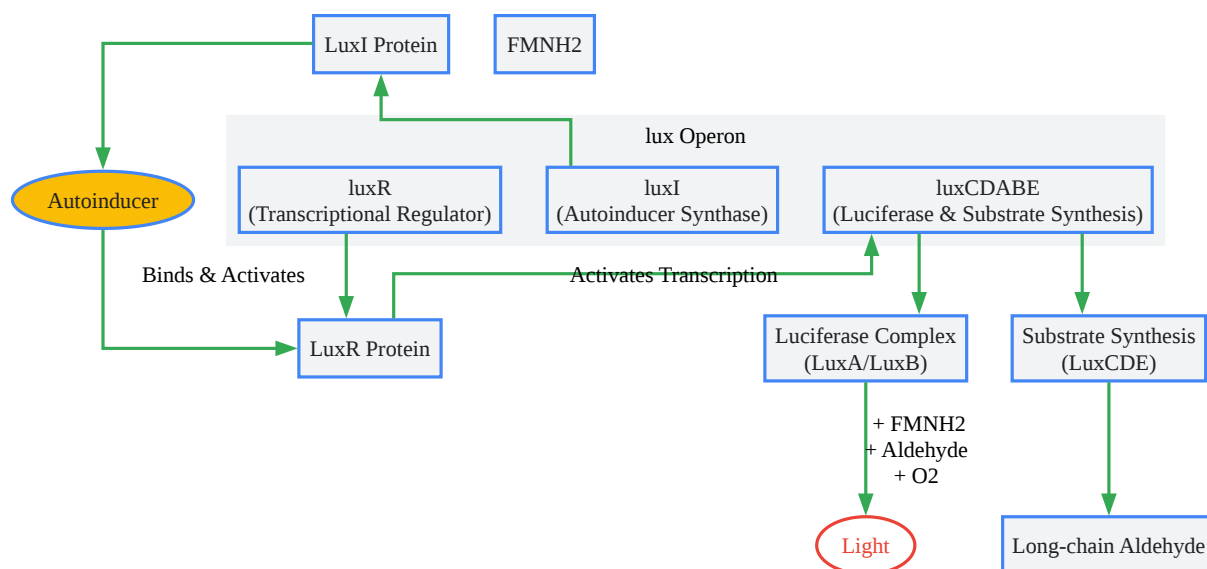 LuxI Protein
FMNH2
lux Operon
luxR
(Transcriptional Regulator)
luxI
(Autoinducer Synthase)
luxCDABE
(Luciferase & Substrate Synthesis)
Autoinducer
Binds & Activates
Activates Transcription
LuxR Protein
Luciferase Complex
(LuxA/LuxB)
Substrate Synthesis
(LuxCDE)
+ FMNH2
+ Aldehyde
+ O2
Light
Long-chain Aldehyde